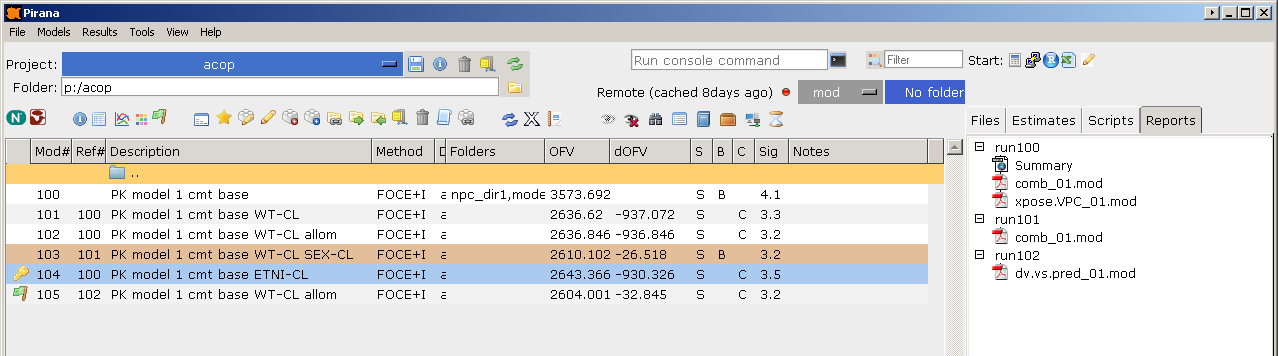 Pirana
File Models Results Tools View Help
Project: acop
Run console command
Filter
Start:
Folder: p:/acop
Remote (cached 8days ago) mod No folder
Files Estimates Scripts Reports
Mod# Ref# Description Method D Folders OFV dOFV S B C Sig Notes
..
100 PK model 1 cmt base FOCE+I a npc_dir1,mode 3573.692 S B 4.1
101 100 PK model 1 cmt base WT-CL FOCE+I a 2636.62 -937.072 S C 3.3
102 100 PK model 1 cmt base WT-CL allom FOCE+I a 2636.846 -936.846 S C 3.2
103 101 PK model 1 cmt base WT-CL SEX-CL FOCE+I a 2610.102 -26.518 S B 3.2
104 100 PK model 1 cmt base ETNI-CL FOCE+I a 2643.366 -930.326 S C 3.5
105 102 PK model 1 cmt base WT-CL allom FOCE+I a 2604.001 -32.845 S C 3.2
run100
Summary
comb_01.mod
xpose.VPC_01.mod
run101
comb_01.mod
run102
dv.vs.pred_01.mod